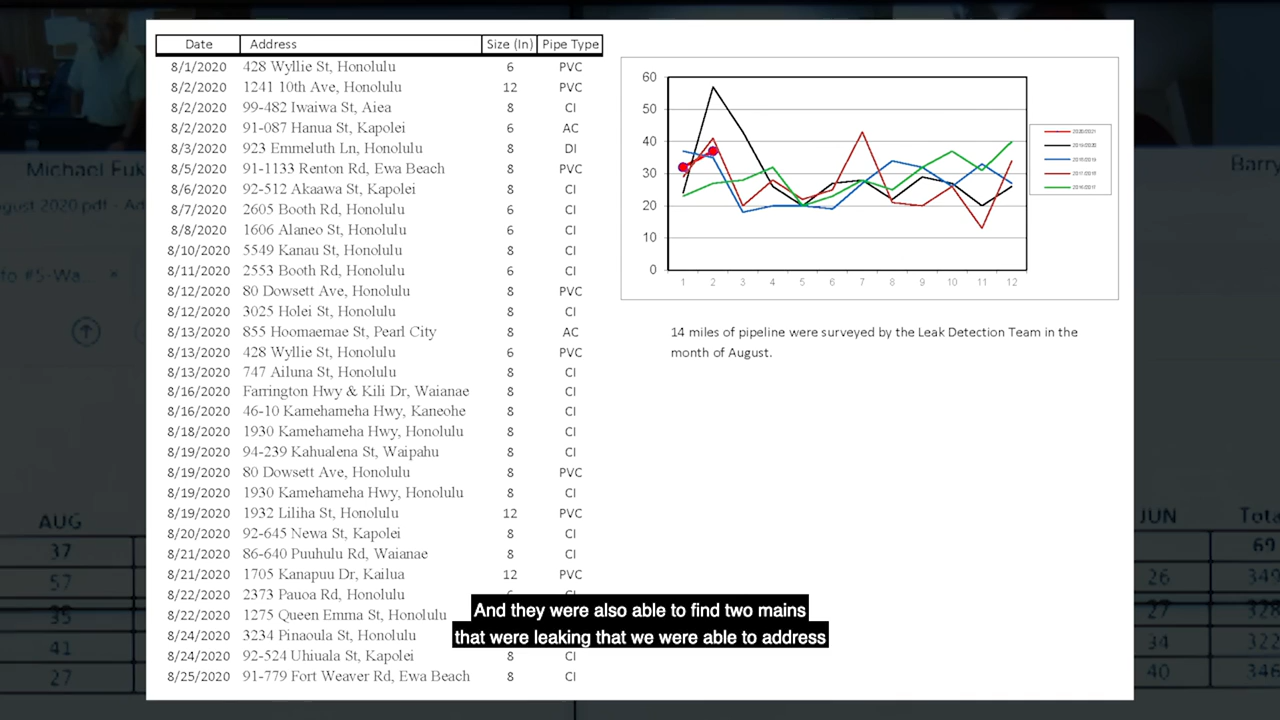 Date Address Size (In) Pipe Type
8/1/2020 428 Wyllie St, Honolulu 6 PVC
8/2/2020 1241 10th Ave, Honolulu 12 PVC
8/2/2020 99-482 Iwaiwa St, Aiea 8 CI
8/2/2020 91-087 Hanua St, Kapolei 6 AC
8/3/2020 923 Emmeluth Ln, Honolulu 8 DI
8/5/2020 91-1133 Renton Rd, Ewa Beach 8 PVC
8/6/2020 92-512 Akaawa St, Kapolei 8 CI
8/7/2020 2605 Booth Rd, Honolulu 6 CI
8/8/2020 1606 Alaneo St, Honolulu 6 CI
8/10/2020 5549 Kanau St, Honolulu 8 CI
8/11/2020 2553 Booth Rd, Honolulu 6 CI
8/12/2020 80 Dowsett Ave, Honolulu 8 PVC
8/12/2020 3025 Holei St, Honolulu 8 CI
8/13/2020 855 Hoomaemae St, Pearl City 8 AC
8/13/2020 428 Wyllie St, Honolulu 6 PVC
8/13/2020 747 Ailuna St, Honolulu 8 CI
8/16/2020 Farrington Hwy & Kili Dr, Waianae 8 CI
8/16/2020 46-10 Kamehameha Hwy, Kaneohe 8 CI
8/18/2020 1930 Kamehameha Hwy, Honolulu 8 CI
8/19/2020 94-239 Kahualena St, Waipahu 8 CI
8/19/2020 80 Dowsett Ave, Honolulu 8 PVC
8/19/2020 1930 Kamehameha Hwy, Honolulu 8 CI
8/19/2020 1932 Liliha St, Honolulu 12 PVC
8/20/2020 92-645 Newa St, Kapolei 8 CI
8/21/2020 86-640 Puuhulu Rd, Waianae 8 CI
8/21/2020 1705 Kanapuu Dr, Kailua 12 PVC
8/22/2020 2373 Pauoa Rd, Honolulu
8/22/2020 1275 Queen Emma St, Honolulu
8/24/2020 3234 Pinaoula St, Honolulu
8/24/2020 92-524 Uhiuala St, Kapolei 8 CI
8/25/2020 91-779 Fort Weaver Rd, Ewa Beach 8 CI
60
50
40
30
20
10
0
1 2 3 4 5 6 7 8 9 10 11 12
14 miles of pipeline were surveyed by the Leak Detection Team in the
month of August.
And they were also able to find two mains
that were leaking that we were able to address
Michael Fuk
Barry
gust 2020.pdf - Ad
fo #5-Wa...
AUG
37
57
35
41
27
JUN Tota
69
26 349
27 328
34 322
40 346